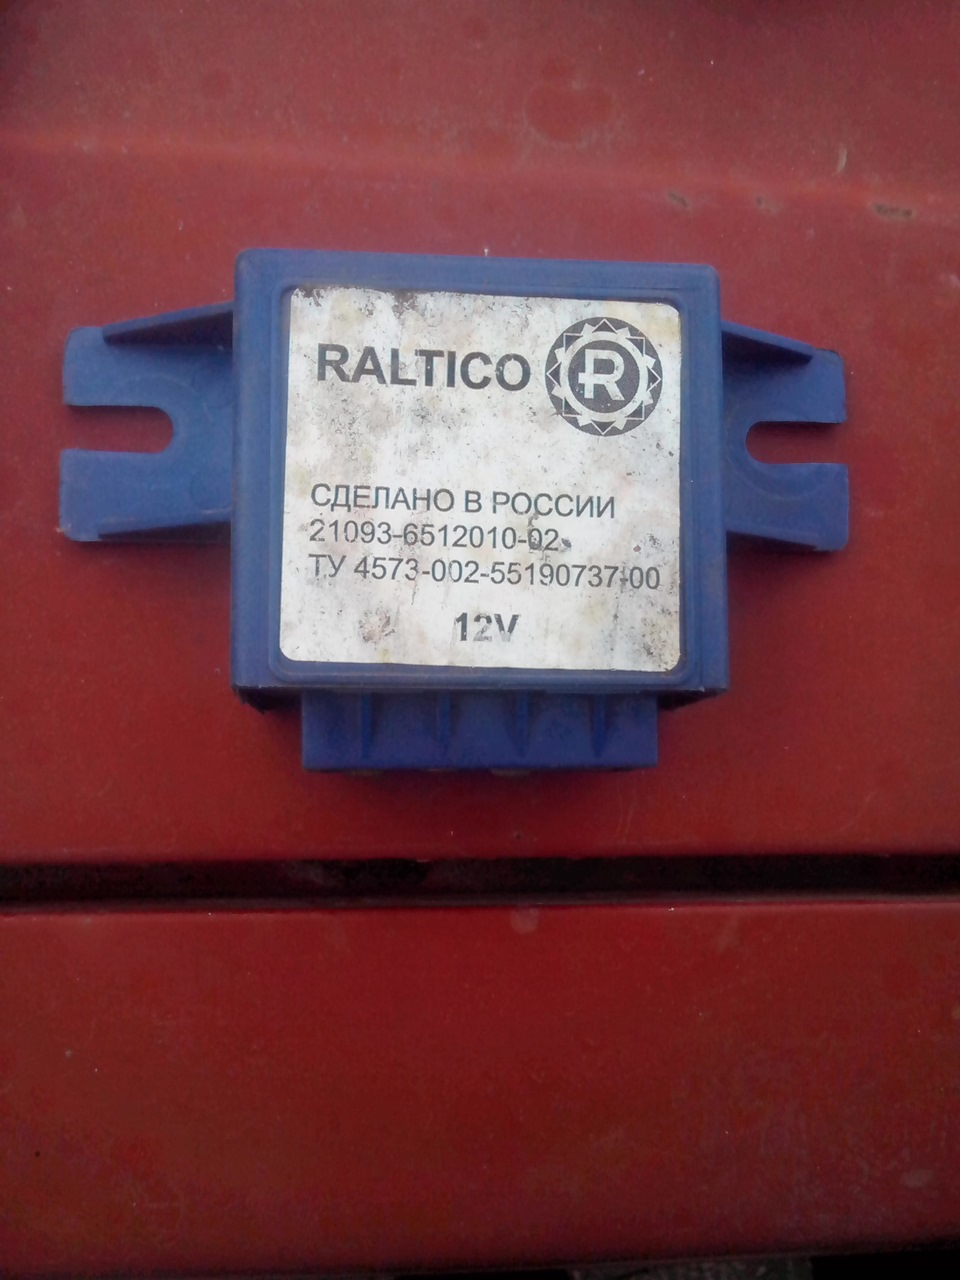 RALTICO R
СДЕЛАНО В РОССИИ
21093-6512010-02
ТУ 4573-002-55190737-00
12V